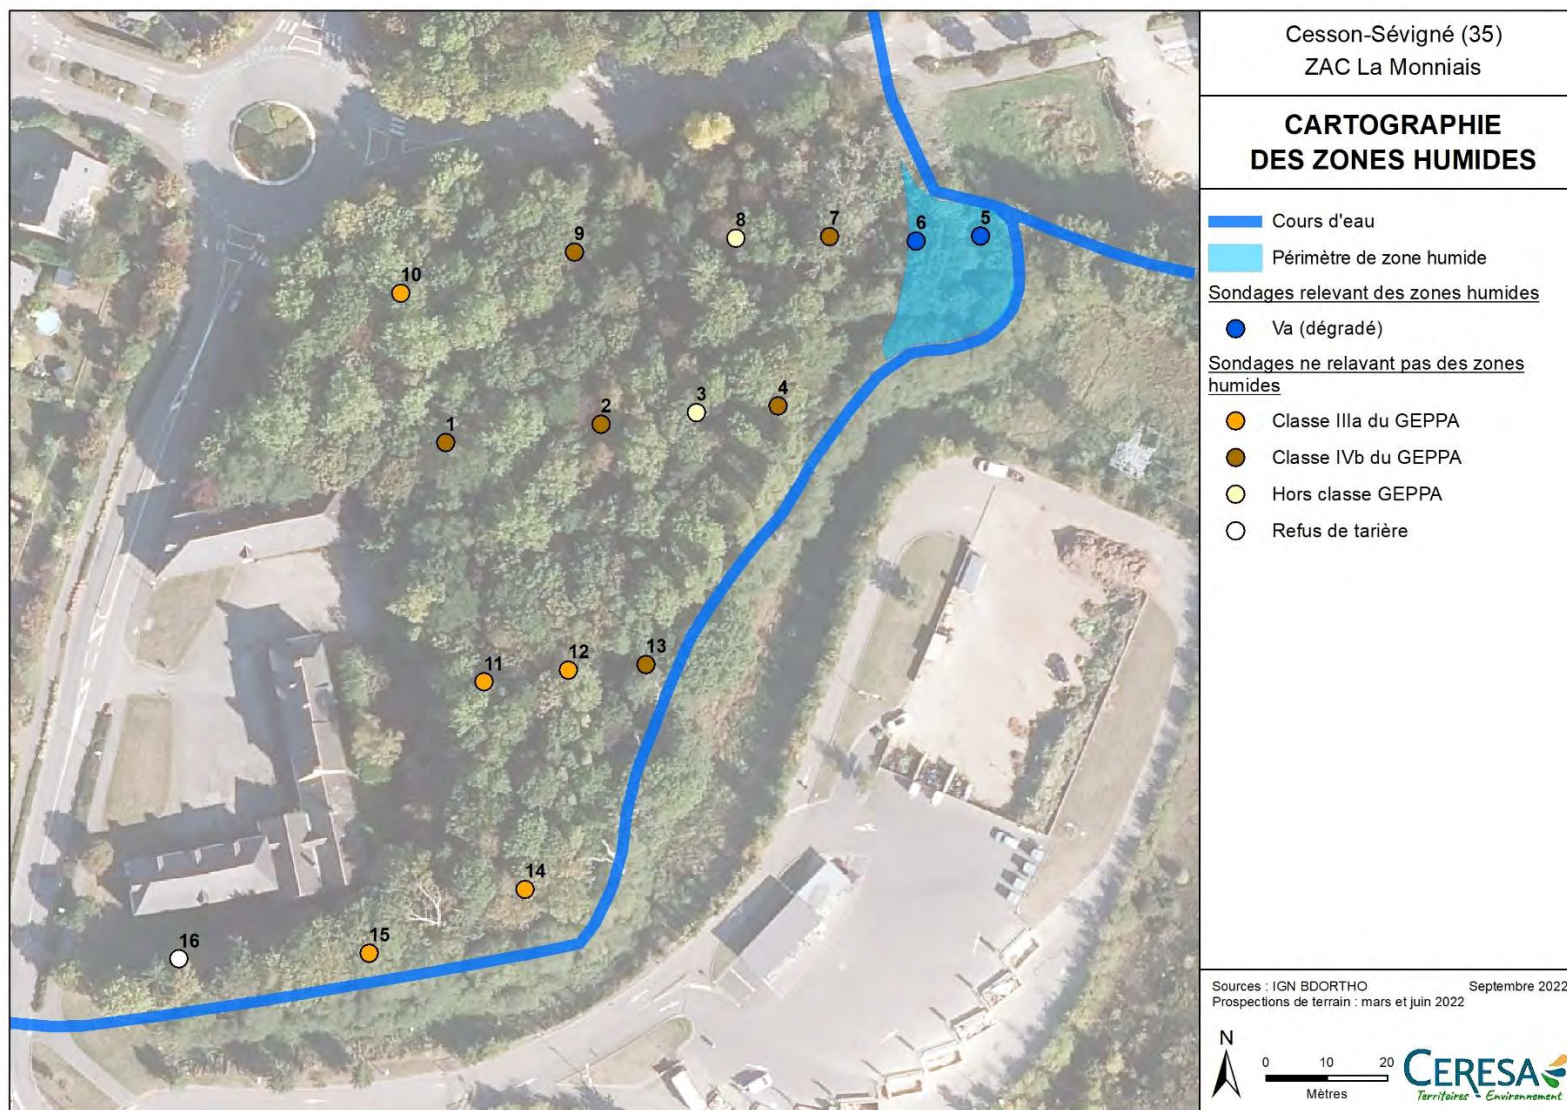 Cesson-Sévigné (35)
ZAC La Monniais
CARTOGRAPHIE
DES ZONES HUMIDES
Cours d'eau
Périmètre de zone humide
Sondages relevant des zones humides
Va (dégradé)
Sondages ne relavant pas des zones
humides
Classe IIIa du GEPPA
Classe IVb du GEPPA
Hors classe GEPPA
Refus de tarière
8
7
6
5
9
10
3
4
2
1
13
12
11
14
15
16
Sources : IGN BDORTHO Septembre 2022
Prospections de terrain : mars et juin 2022
N
0 10 20
Mètres
CERESA
Territoires Environnement